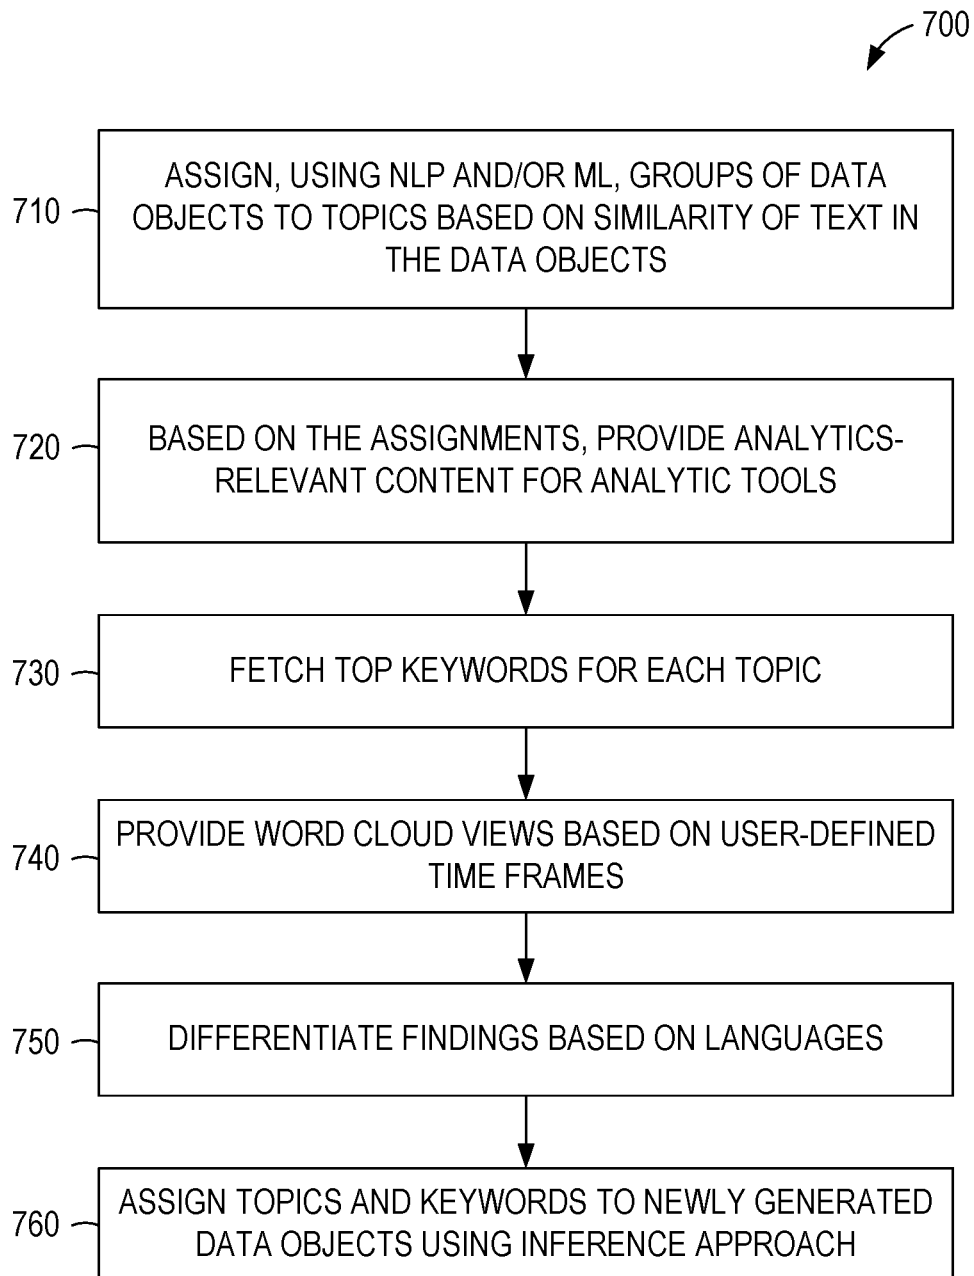 700
710
ASSIGN, USING NLP AND/OR ML, GROUPS OF DATA
OBJECTS TO TOPICS BASED ON SIMILARITY OF TEXT IN
THE DATA OBJECTS
720
BASED ON THE ASSIGNMENTS, PROVIDE ANALYTICS-
RELEVANT CONTENT FOR ANALYTIC TOOLS
730
FETCH TOP KEYWORDS FOR EACH TOPIC
740
PROVIDE WORD CLOUD VIEWS BASED ON USER-DEFINED
TIME FRAMES
750
DIFFERENTIATE FINDINGS BASED ON LANGUAGES
760
ASSIGN TOPICS AND KEYWORDS TO NEWLY GENERATED
DATA OBJECTS USING INFERENCE APPROACH